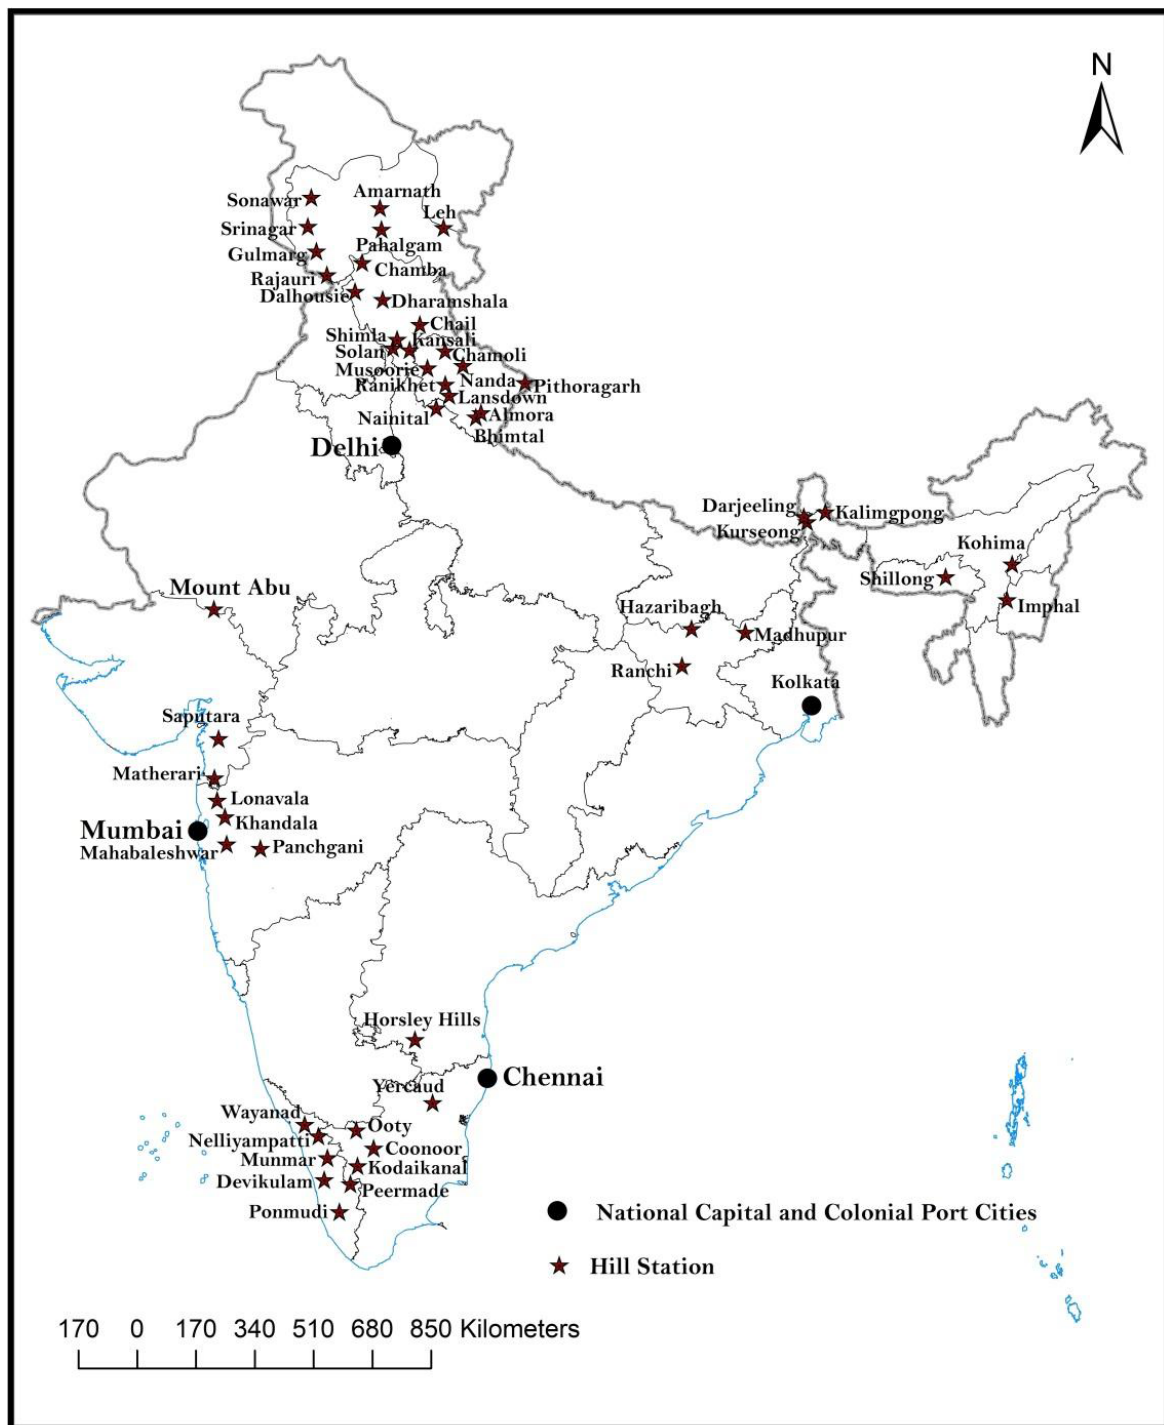 N
Amarnath
Sonawar
Leh
Srinagar
Pahalgam
Gulmarg
Chamba
Rajauri
Dalhousie
Dharamshala
Chail
Shimla
Kansali
Solan
Chamoli
Musoorie
Nanda
Ranikhet
Pithoragarh
Lansdown
Nainital
Almora
Bhimtal
Delhi
Darjeeling
Kalimgpong
Kurseong
Kohima
Shillong
Imphal
Mount Abu
Hazaribagh
Madhupur
Ranchi
Kolkata
Saputara
Matherari
Lonavala
Khandala
Mumbai
Mahabaleshwar
Panchgani
Horsley Hills
Chennai
Yercaud
Wayanad
Ooty
Nelliyampatti
Coonoor
Munmar
Kodaikanal
Devikulam
Peermade
Ponmudi
National Capital and Colonial Port Cities
Hill Station
170 0 170 340 510 680 850 Kilometers